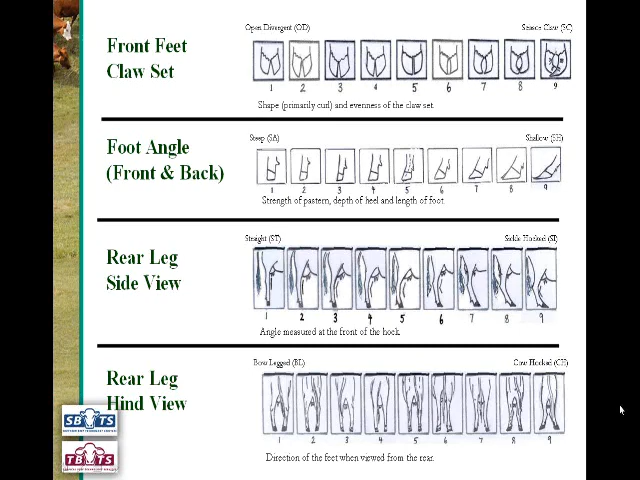 Front Feet
Claw Set
Open Divergent (OD)
Scissor Claw (SC)
1 2 3 4 5 6 7 8 9
Shape (primarily curl) and evenness of the claw set.
Foot Angle
(Front & Back)
Steep (SA)
Shallow (SH)
1 2 3 4 5 6 7 8 9
Strength of pastern, depth of heel and length of foot.
Rear Leg
Side View
Straight (ST)
Sickle Hocked (SI)
1 2 3 4 5 6 7 8 9
Angle measured at the front of the hock.
Rear Leg
Hind View
Bow Legged (BL)
Cow Hocked (CH)
1 2 3 4 5 6 7 8 9
Direction of the feet when viewed from the rear.
SBTS
TBTS